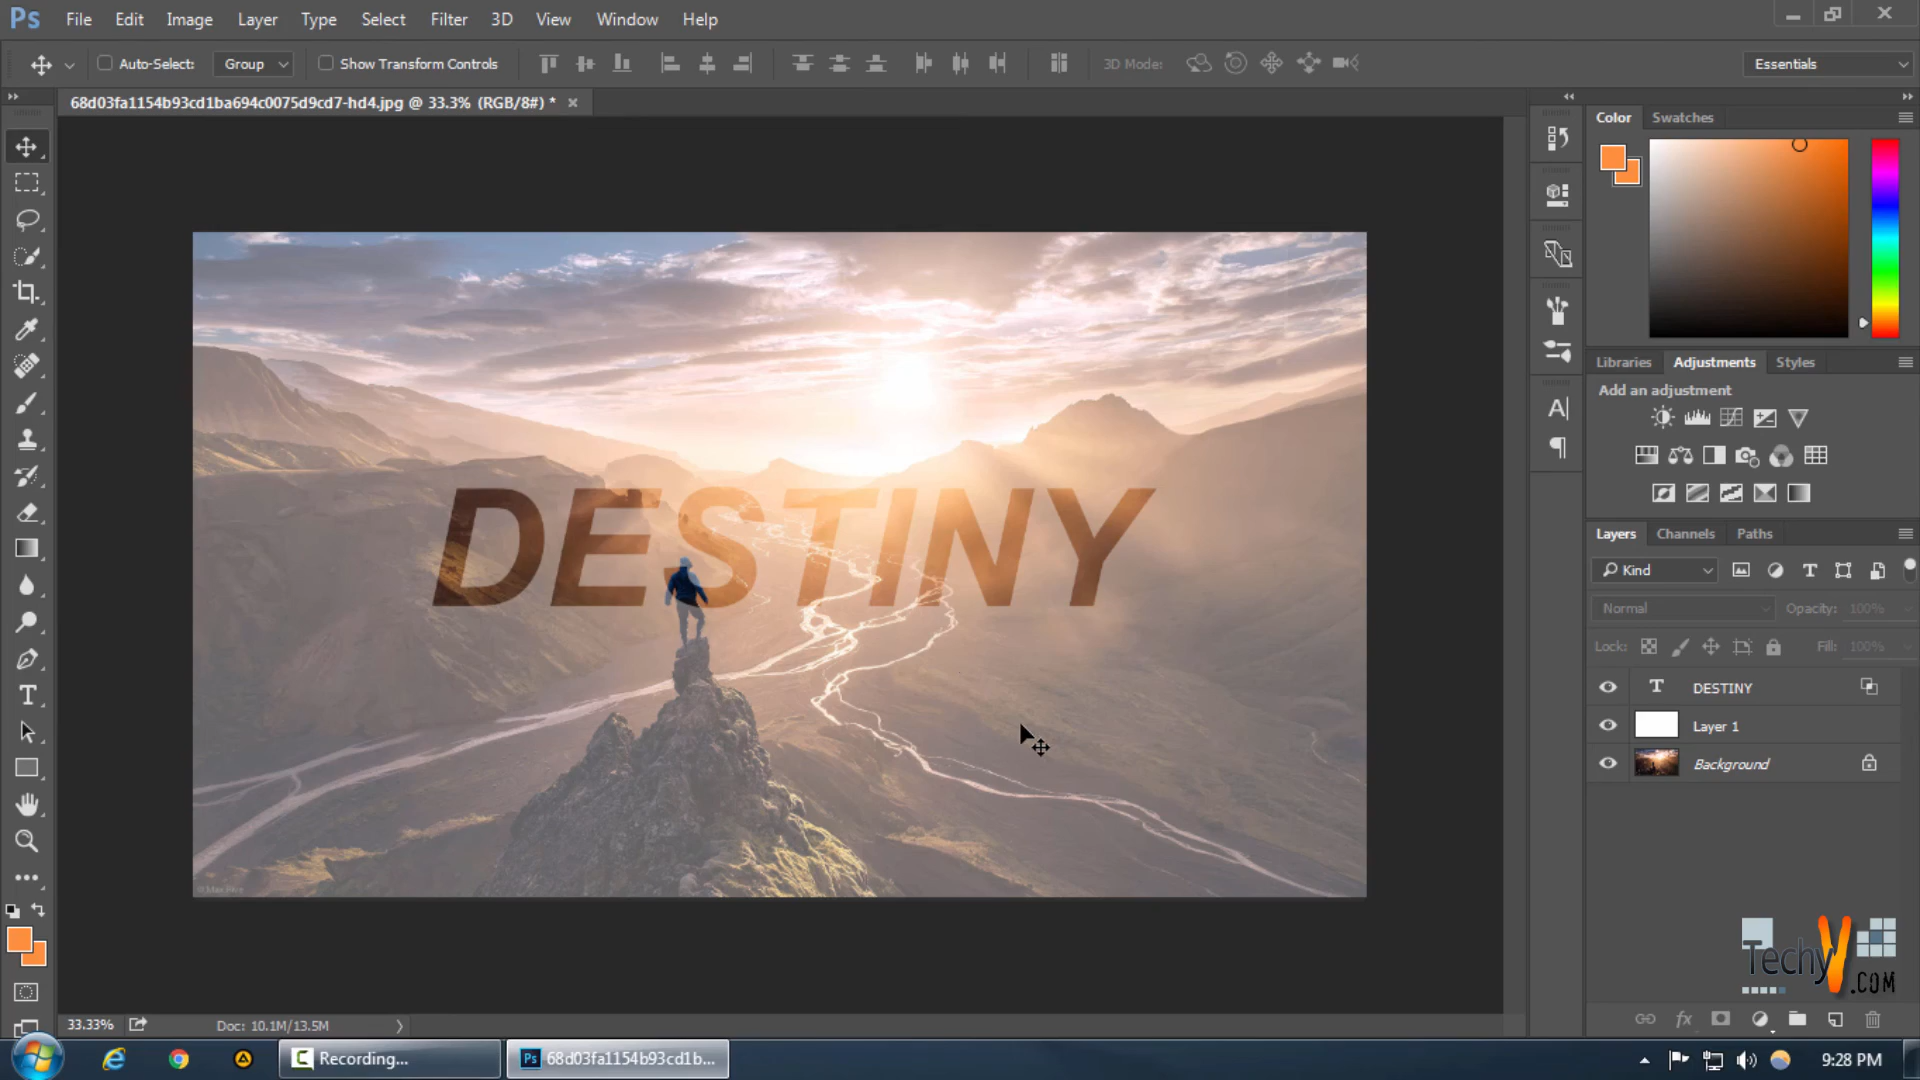 Ps File Edit Image Layer Type Select Filter 3D View Window Help
Auto-Select: Group Show Transform Controls 3D Mode: Essentials
68d03fa1154b93cd1ba694c0075d9cd7-hd4.jpg @ 33.3% (RGB/8#) *
Color Swatches
Libraries Adjustments Styles
Add an adjustment
DESTINY
Layers Channels Paths
Kind
Normal Opacity: 100%
Lock: Fill: 100%
DESTINY
Layer 1
Background
TechyV
.COM
33.33% Doc: 10.1M/13.5M
Recording...
Ps 68d03fa1154b93cd1b...
9:28 PM